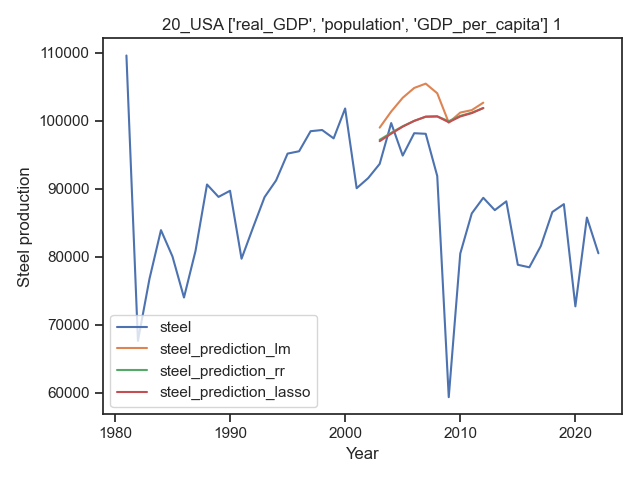 20_USA ['real_GDP', 'population', 'GDP_per_capita'] 1
110000
100000
90000
80000
70000
60000
Steel production
steel
steel_prediction_lm
steel_prediction_rr
steel_prediction_lasso
1980
1990
2000
2010
2020
Year